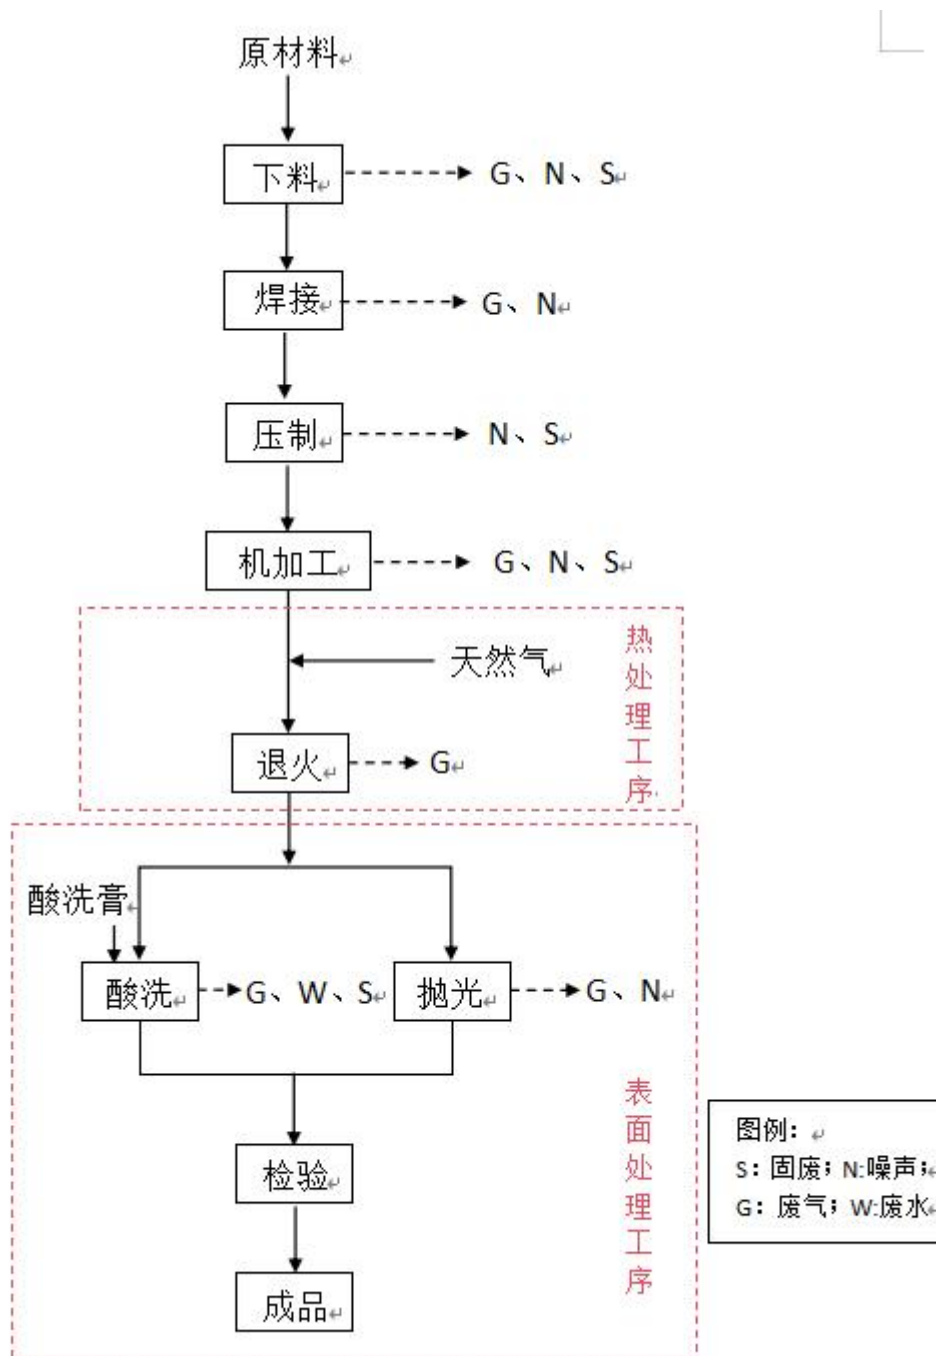 原材料
下料
G、N、S
焊接
G、N
压制
N、S
机加工
G、N、S
天然气
热处理工序
退火
G
酸洗膏
酸洗
G、W、S
抛光
G、N
表面处理工序
检验
成品
图例：
S：固废；N:噪声；
G：废气；W:废水